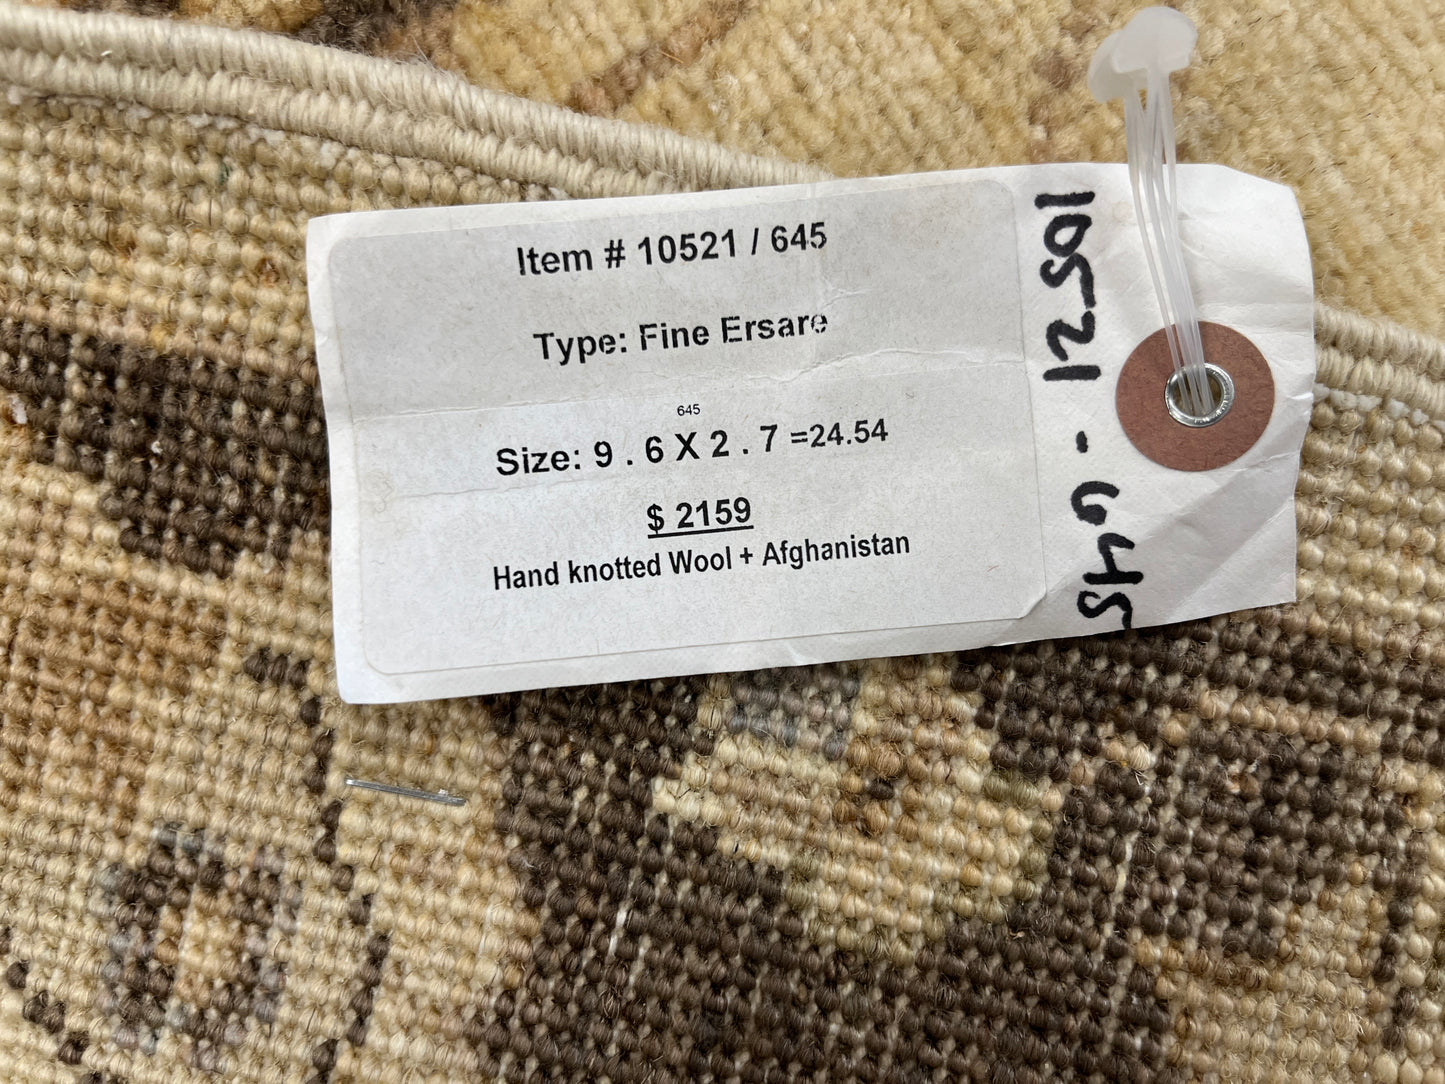 Item # 10521 / 645
Type: Fine Ersare
645
Size: 9 . 6 X 2 . 7 =24.54
$ 2159
Hand knotted Wool + Afghanistan
10521 - 645